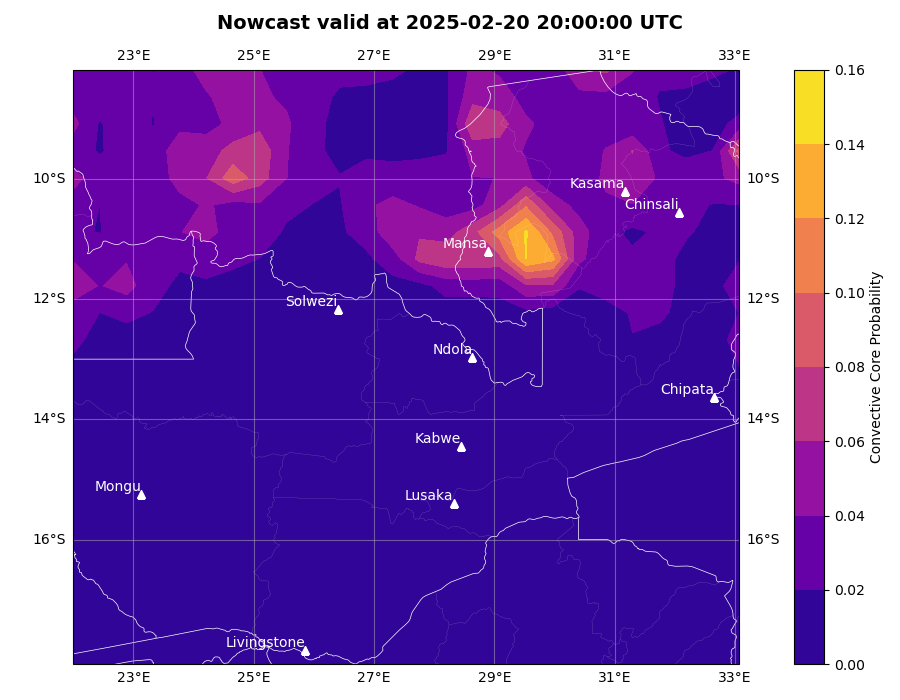 Nowcast valid at 2025-02-20 20:00:00 UTC
23°E 25°E 27°E 29°E 31°E 33°E
0.16
0.14
0.12
0.10
0.08
0.06
0.04
0.02
0.00
Convective Core Probability
10°S 10°S
12°S 12°S
14°S 14°S
16°S 16°S
Kasama
Chinsali
Mansa
Solwezi
Ndola
Chipata
Kabwe
Mongu
Lusaka
Livingstone
23°E 25°E 27°E 29°E 31°E 33°E